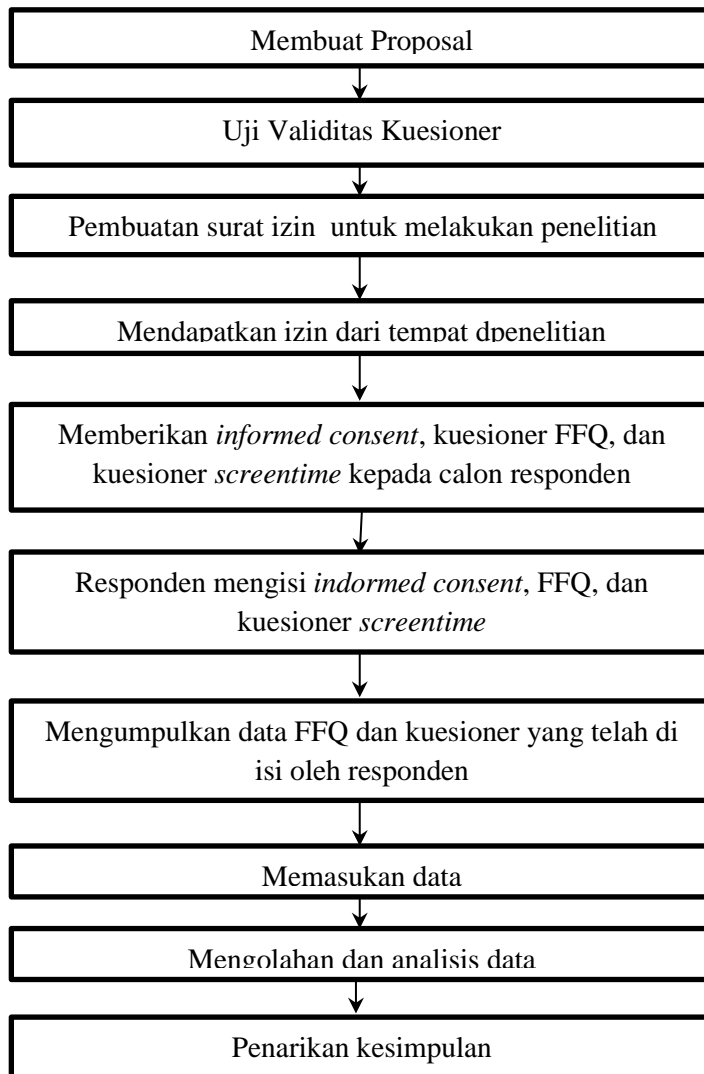 Membuat Proposal
Uji Validitas Kuesioner
Pembuatan surat izin  untuk melakukan penelitian
Mendapatkan izin dari tempat dpenelitian
Memberikan informed consent, kuesioner FFQ, dan
kuesioner screentime kepada calon responden
Responden mengisi indormed consent, FFQ, dan
kuesioner screentime
Mengumpulkan data FFQ dan kuesioner yang telah di
isi oleh responden
Memasukan data
Mengolahan dan analisis data
Penarikan kesimpulan